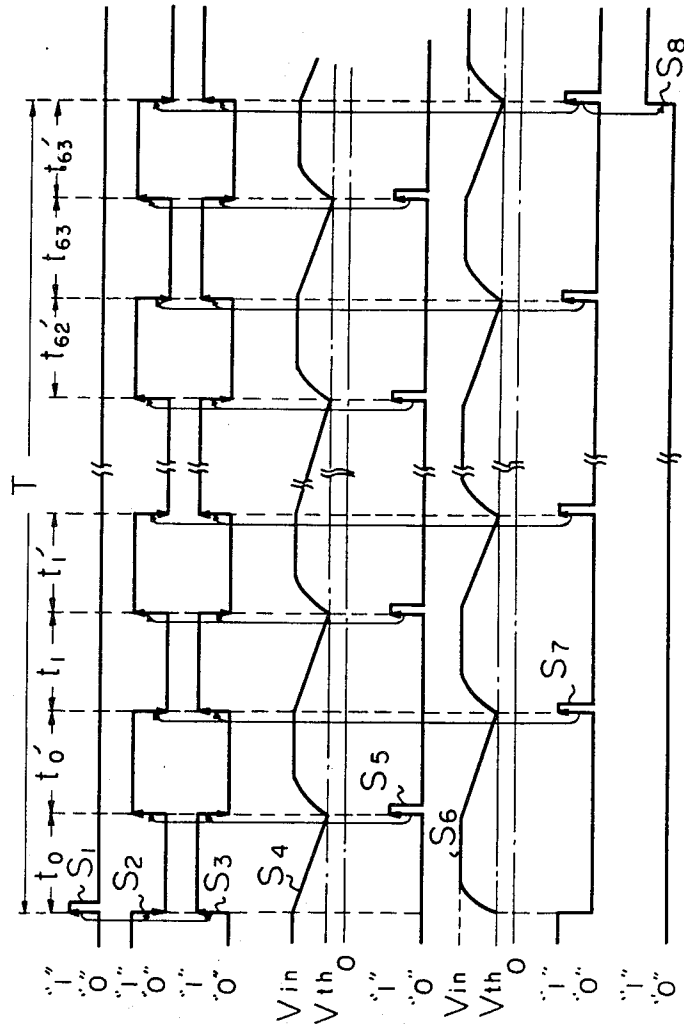 T
t0 t0' t1 t1' t62' t63 t63'
"1"
"0"
S1
"1"
"0"
S2
"1"
"0"
S3
Vin
Vth
0
S4
"1"
"0"
S5
Vin
Vth
0
S6
"1"
"0"
S7
"1"
"0"
S8